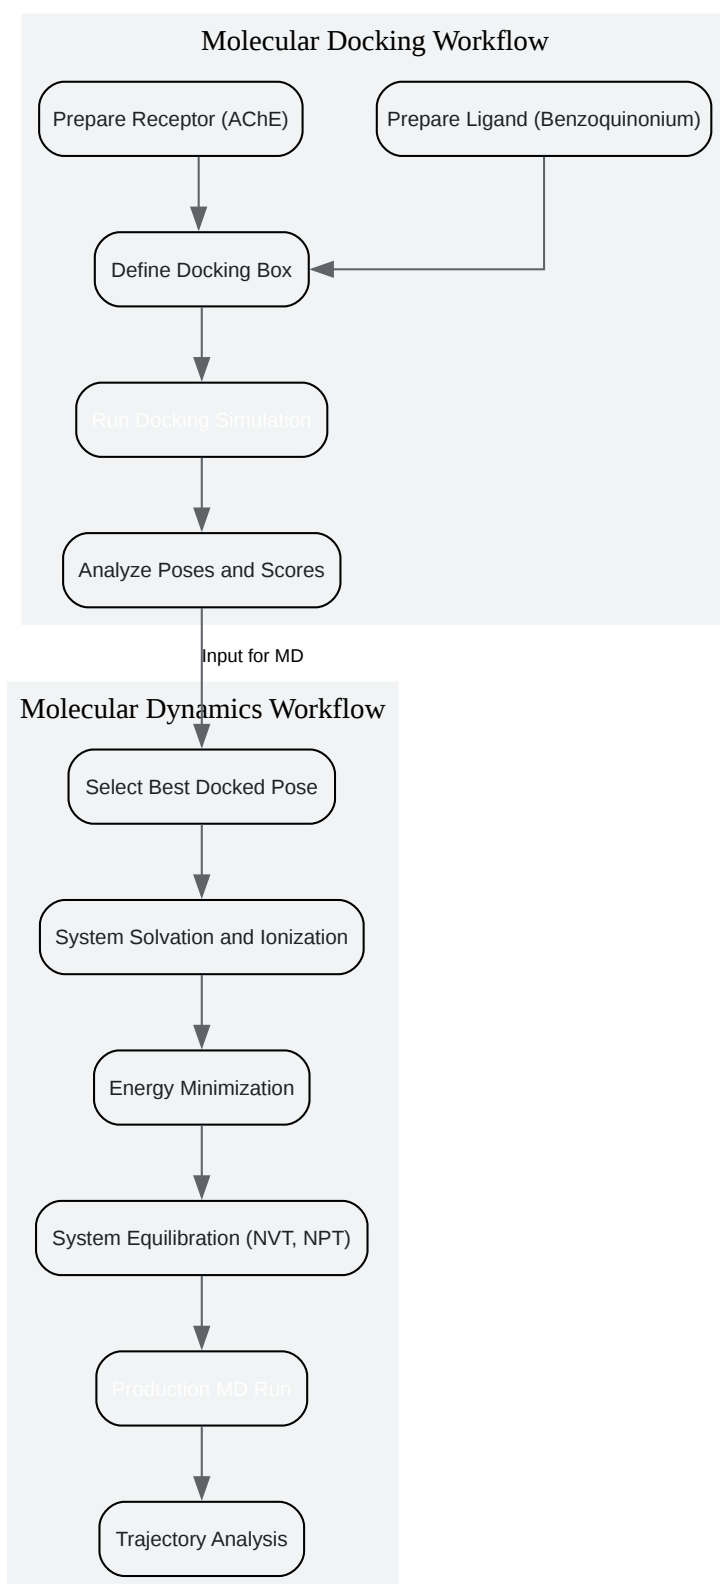 Molecular Docking Workflow
Prepare Receptor (AChE)
Prepare Ligand (Benzoquinonium)
Define Docking Box
Run Docking Simulation
Analyze Poses and Scores
Input for MD
Molecular Dynamics Workflow
Select Best Docked Pose
System Solvation and Ionization
Energy Minimization
System Equilibration (NVT, NPT)
Production MD Run
Trajectory Analysis